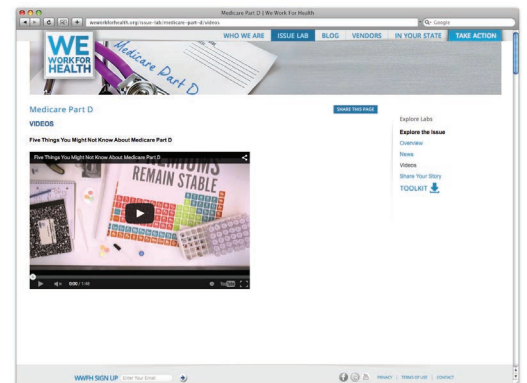 Medicare Part D | We Work For Health
weworkforhealth.org/issue-lab/medicare-part-d/videos
Google
WE
WORK FOR
HEALTH
WHO WE ARE
ISSUE LAB
BLOG
VENDORS
IN YOUR STATE
TAKE ACTION
Medicare Part D
Medicare Part D
SHARE THIS PAGE
VIDEOS
Five Things You Might Not Know About Medicare Part D
Five Things You Might Not Know About Medicare Part D
REMAIN STABLE
0:00 / 1:46
YouTube
Explore Labs
Explore the Issue
Overview
News
Videos
Share Your Story
TOOLKIT
WWFH SIGN UP
Enter Your Email
PRIVACY | TERMS OF USE | CONTACT